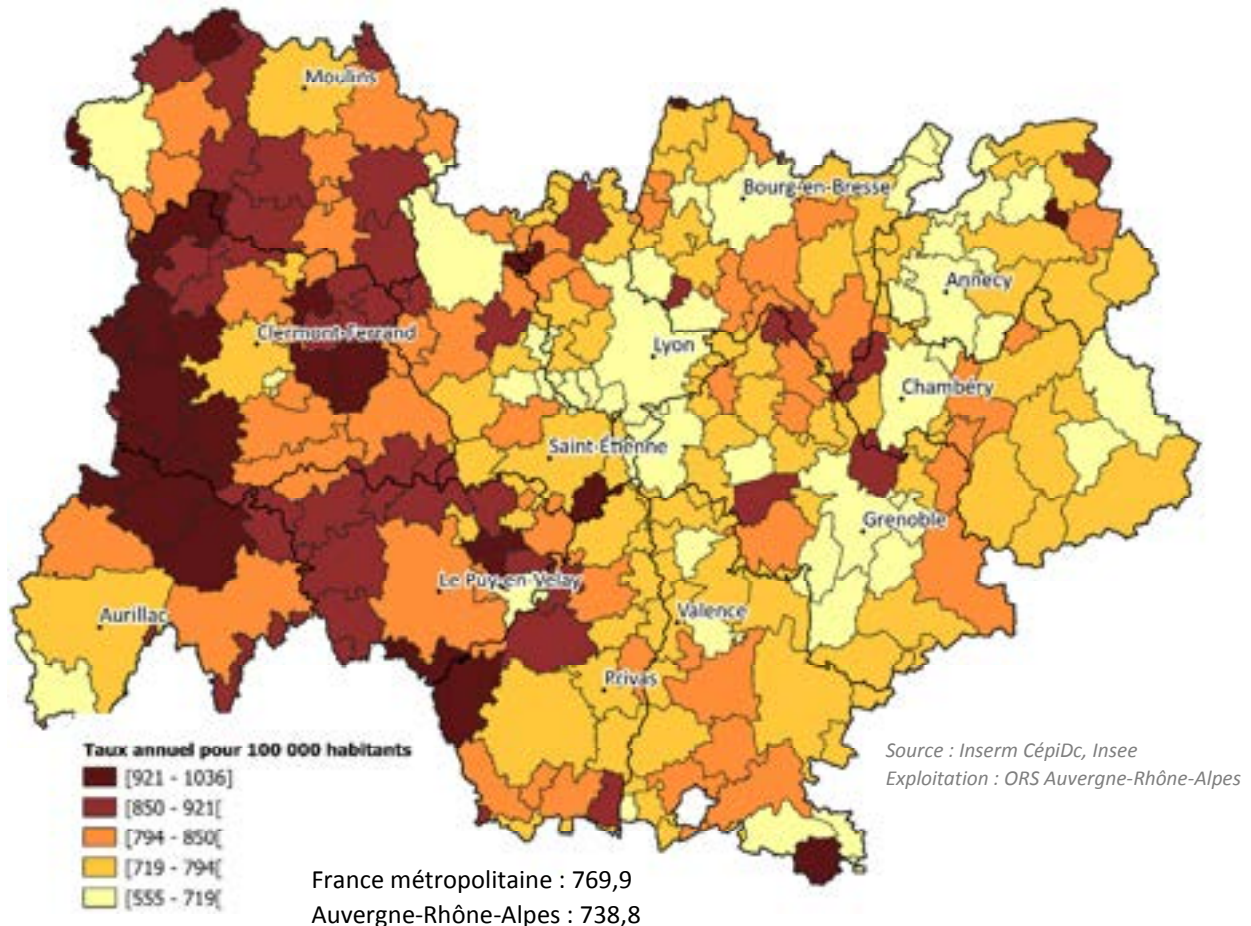 Moulins
Bourg-en-Bresse
Annecy
Clermont-Ferrand
Lyon
Chambéry
Saint-Étienne
Grenoble
Le Puy-en-Velay
Aurillac
Valence
Privas
Taux annuel pour 100 000 habitants
[921 - 1036]
[850 - 921[
[794 - 850[
[719 - 794[
[555 - 719[
Source : Inserm CépiDc, Insee
Exploitation : ORS Auvergne-Rhône-Alpes
France métropolitaine : 769,9
Auvergne-Rhône-Alpes : 738,8